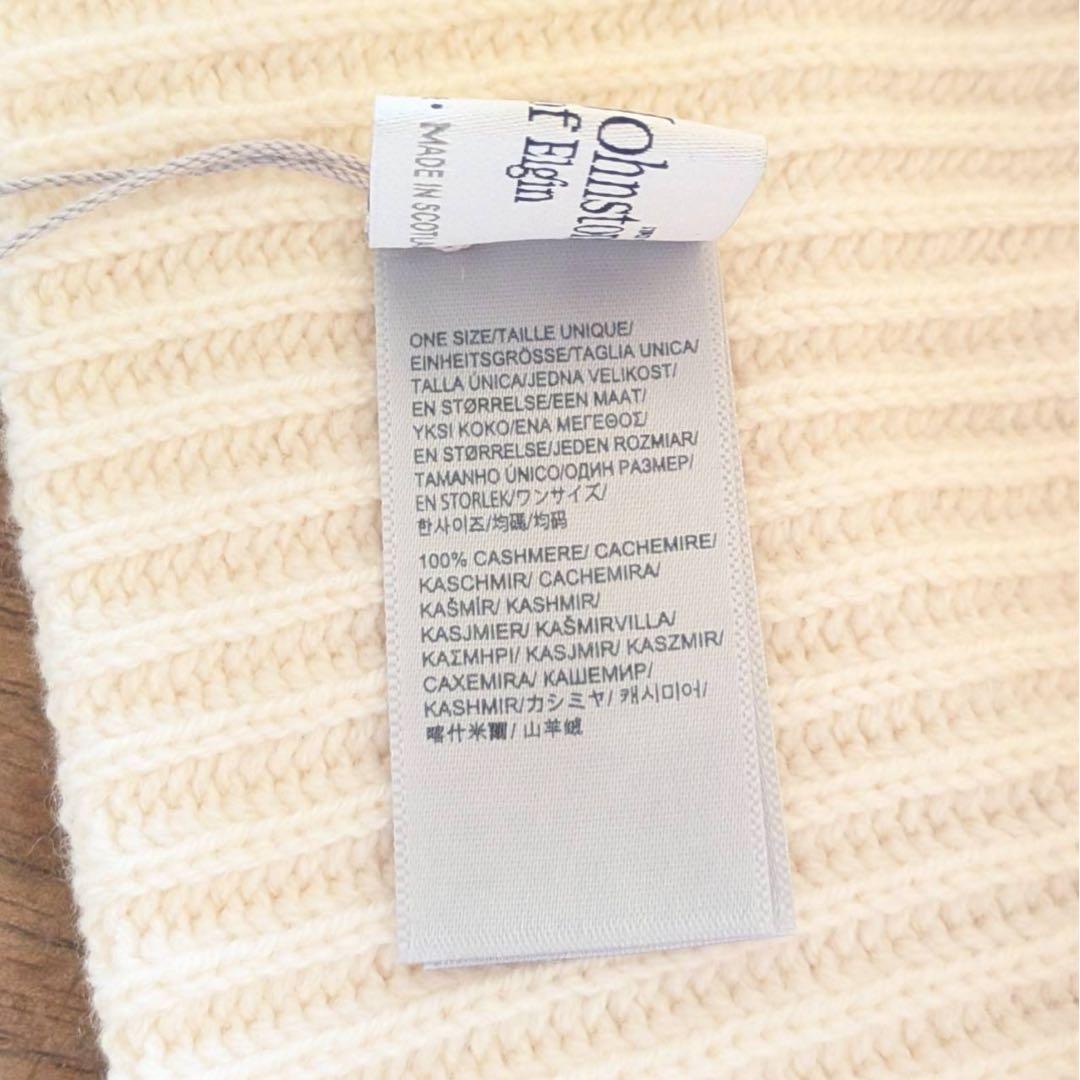 Johnstons
of Elgin
MADE IN SCOTLA
ONE SIZE/TAILLE UNIQUE/
EINHEITSGRÖSSE/TAGLIA UNICA/
TALLA ÚNICA/JEDNA VELIKOST/
EN STØRRELSE/EEN MAAT/
YKSI KOKO/ΕΝΑ ΜΕΓΕΘΟΣ/
EN STØRRELSE/JEDEN ROZMIAR/
TAMANHO ÚNICO/ОДИН РАЗМЕР/
EN STORLEK/ワンサイズ/
한사이즈/均碼/均码
100% CASHMERE/ CACHEMIRE/
KASCHMIR/ CACHEMIRA/
KAŠMÍR/ KASHMIR/
KASJMIER/ KAŠMIRVILLA/
ΚΑΣΜΗΡΙ/ KASJMIR/ KASZMIR/
CAXEMIRA/ КАШЕМИР/
KASHMIR/カシミヤ/ 캐시미어/
喀什米爾/ 山羊绒